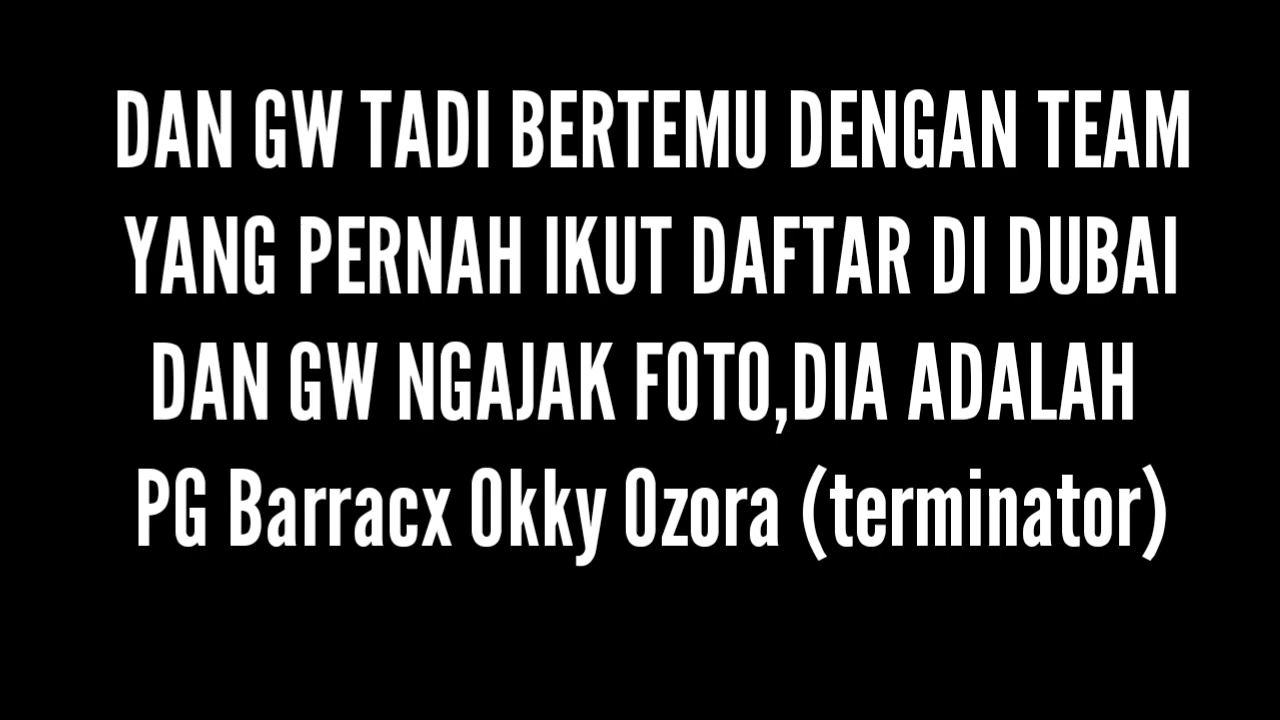 DAN GW TADI BERTEMU DENGAN TEAM
YANG PERNAH IKUT DAFTAR DI DUBAI
DAN GW NGAJAK FOTO,DIA ADALAH
PG Barracx Okky Ozora (terminator)